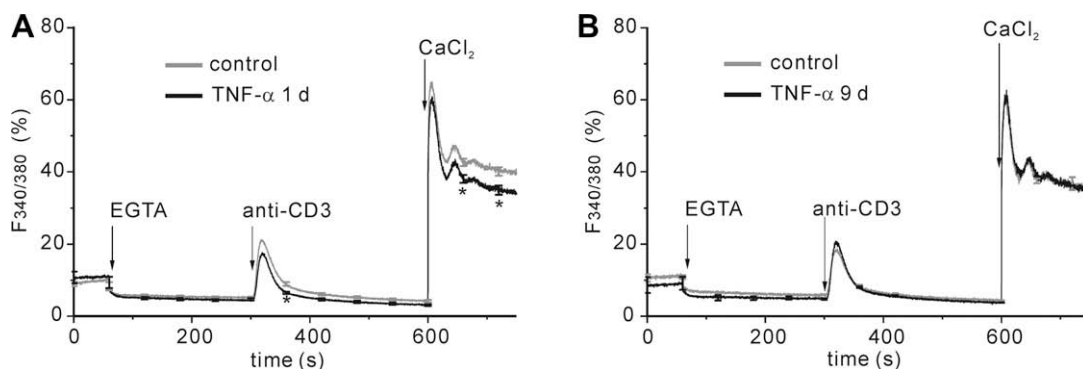 A
F340/380 (%)
80
60
40
20
0
control
TNF-α 1 d
CaCl2
EGTA
anti-CD3
*
*
*
0
200
400
600
time (s)
B
F340/380 (%)
80
60
40
20
0
control
TNF-α 9 d
CaCl2
EGTA
anti-CD3
0
200
400
600
time (s)